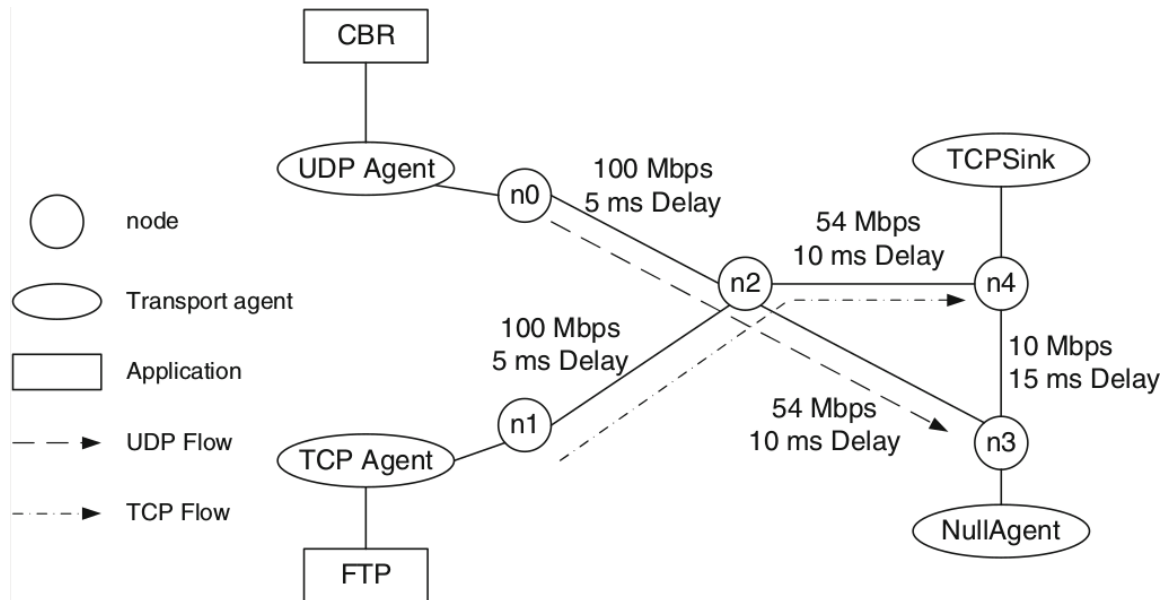 CBR
UDP Agent
n0
100 Mbps
5 ms Delay
TCPSink
node
54 Mbps
10 ms Delay
n2
n4
Transport agent
100 Mbps
5 ms Delay
10 Mbps
15 ms Delay
Application
54 Mbps
10 ms Delay
n1
n3
UDP Flow
TCP Agent
TCP Flow
NullAgent
FTP